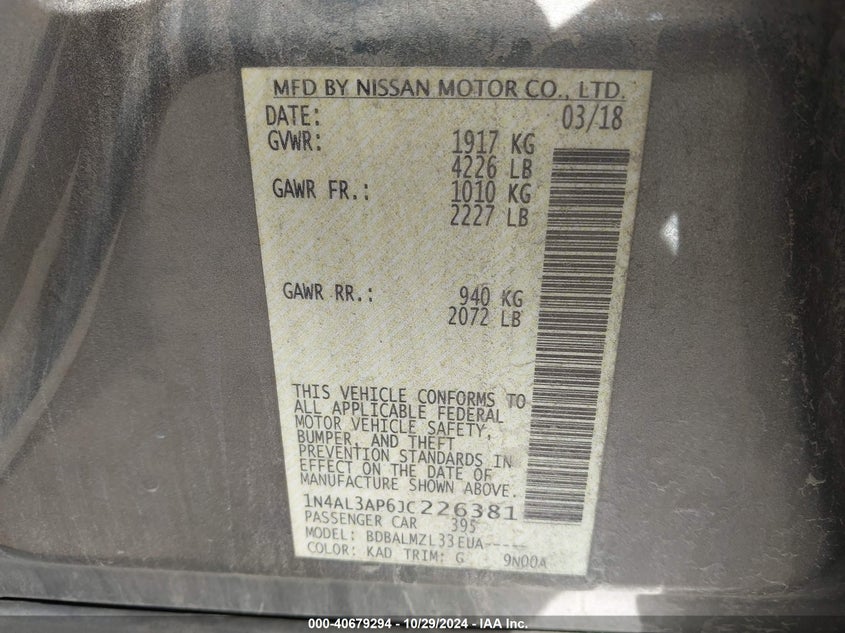 MFD BY NISSAN MOTOR CO., LTD.
DATE: 03/18
GVWR: 1917 KG
4226 LB
GAWR FR.: 1010 KG
2227 LB
GAWR RR.: 940 KG
2072 LB
THIS VEHICLE CONFORMS TO
ALL APPLICABLE FEDERAL
MOTOR VEHICLE SAFETY,
BUMPER, AND THEFT
PREVENTION STANDARDS IN
EFFECT ON THE DATE OF
MANUFACTURE SHOWN ABOVE.
1N4AL3AP6JC226381
PASSENGER CAR 395
MODEL: BDBALMZL33EUA-----
COLOR: KAD TRIM: G 9N00A
000-40679294 - 10/29/2024 - IAA Inc.